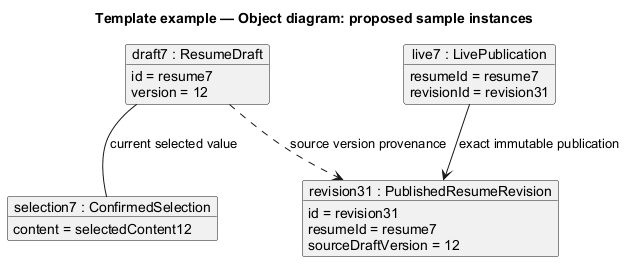 Template example — Object diagram: proposed sample instances
draft7 : ResumeDraft
id = resume7
version = 12
live7 : LivePublication
resumeId = resume7
revisionId = revision31
current selected value
source version provenance
exact immutable publication
selection7 : ConfirmedSelection
content = selectedContent12
revision31 : PublishedResumeRevision
id = revision31
resumeId = resume7
sourceDraftVersion = 12